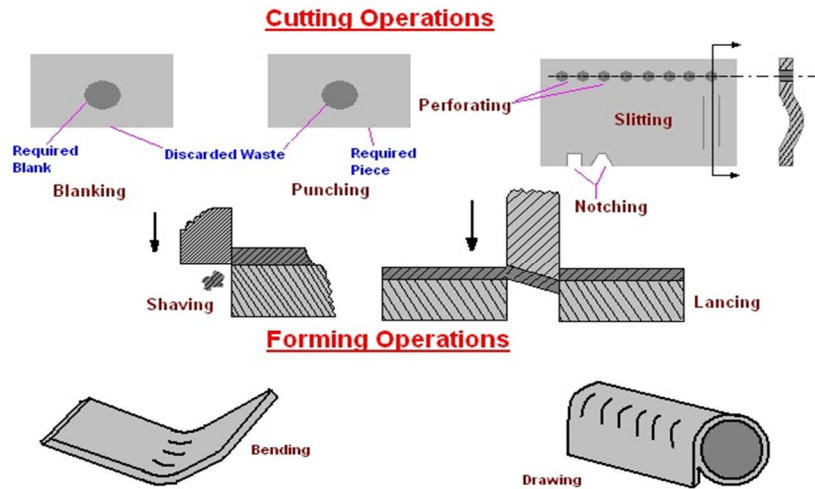 Cutting Operations
Perforating
Slitting
Required
Blank
Discarded Waste
Required
Piece
Blanking
Punching
Notching
Shaving
Lancing
Forming Operations
Bending
Drawing